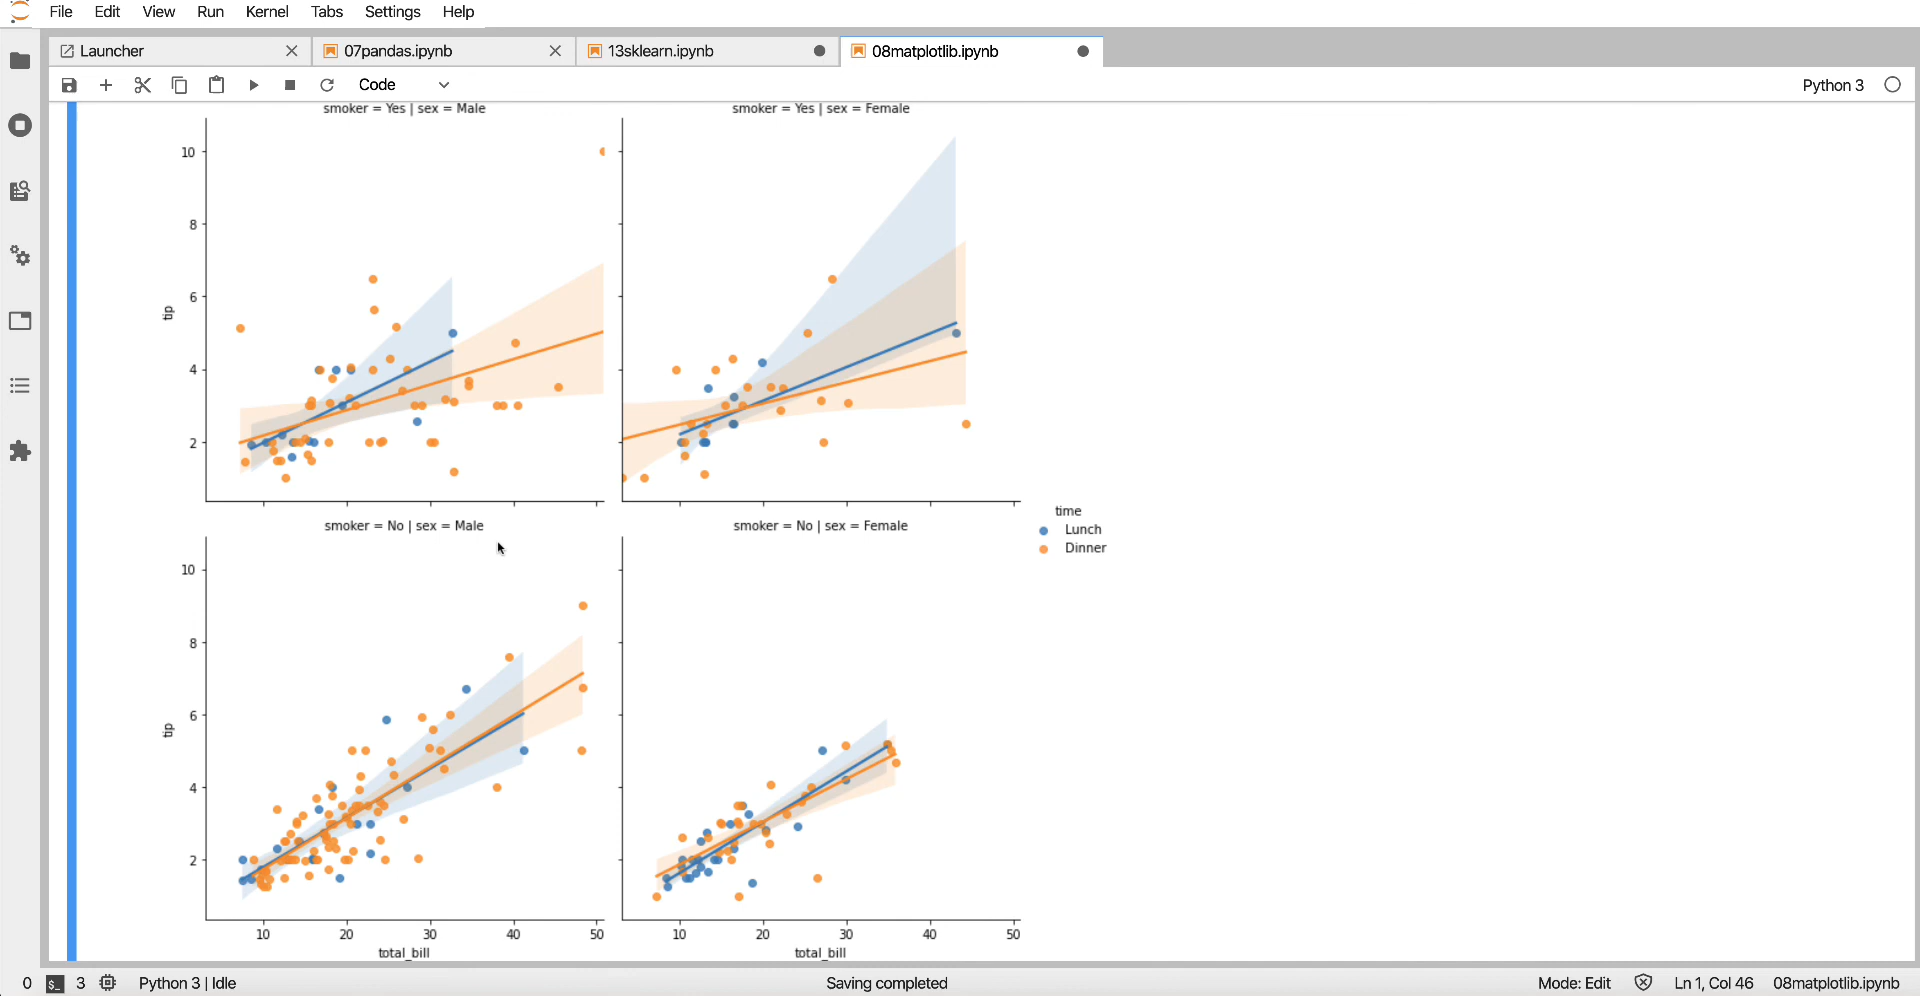 File Edit View Run Kernel Tabs Settings Help
Launcher 07pandas.ipynb 13sklearn.ipynb 08matplotlib.ipynb
Code Python 3
smoker = Yes | sex = Male smoker = Yes | sex = Female
10
8
6
tip
4
2
smoker = No | sex = Male smoker = No | sex = Female
time
Lunch
Dinner
10
8
6
tip
4
2
10 20 30 40 50 10 20 30 40 50
total_bill total_bill
0 $_ 3 Python 3 | Idle Saving completed Mode: Edit Ln 1, Col 46 08matplotlib.ipynb